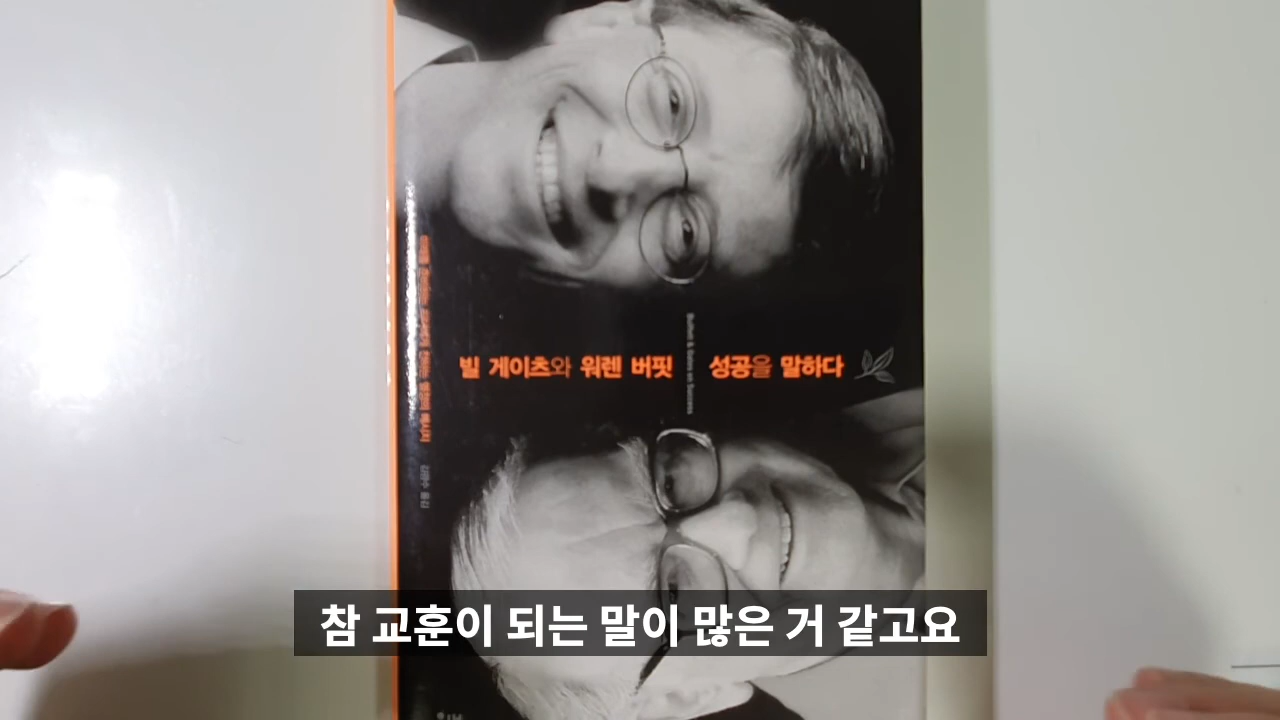 빌 게이츠와 워렌 버핏 성공을 말하다
Buffett & Gates on Success
참 교훈이 되는 말이 많은 거 같고요